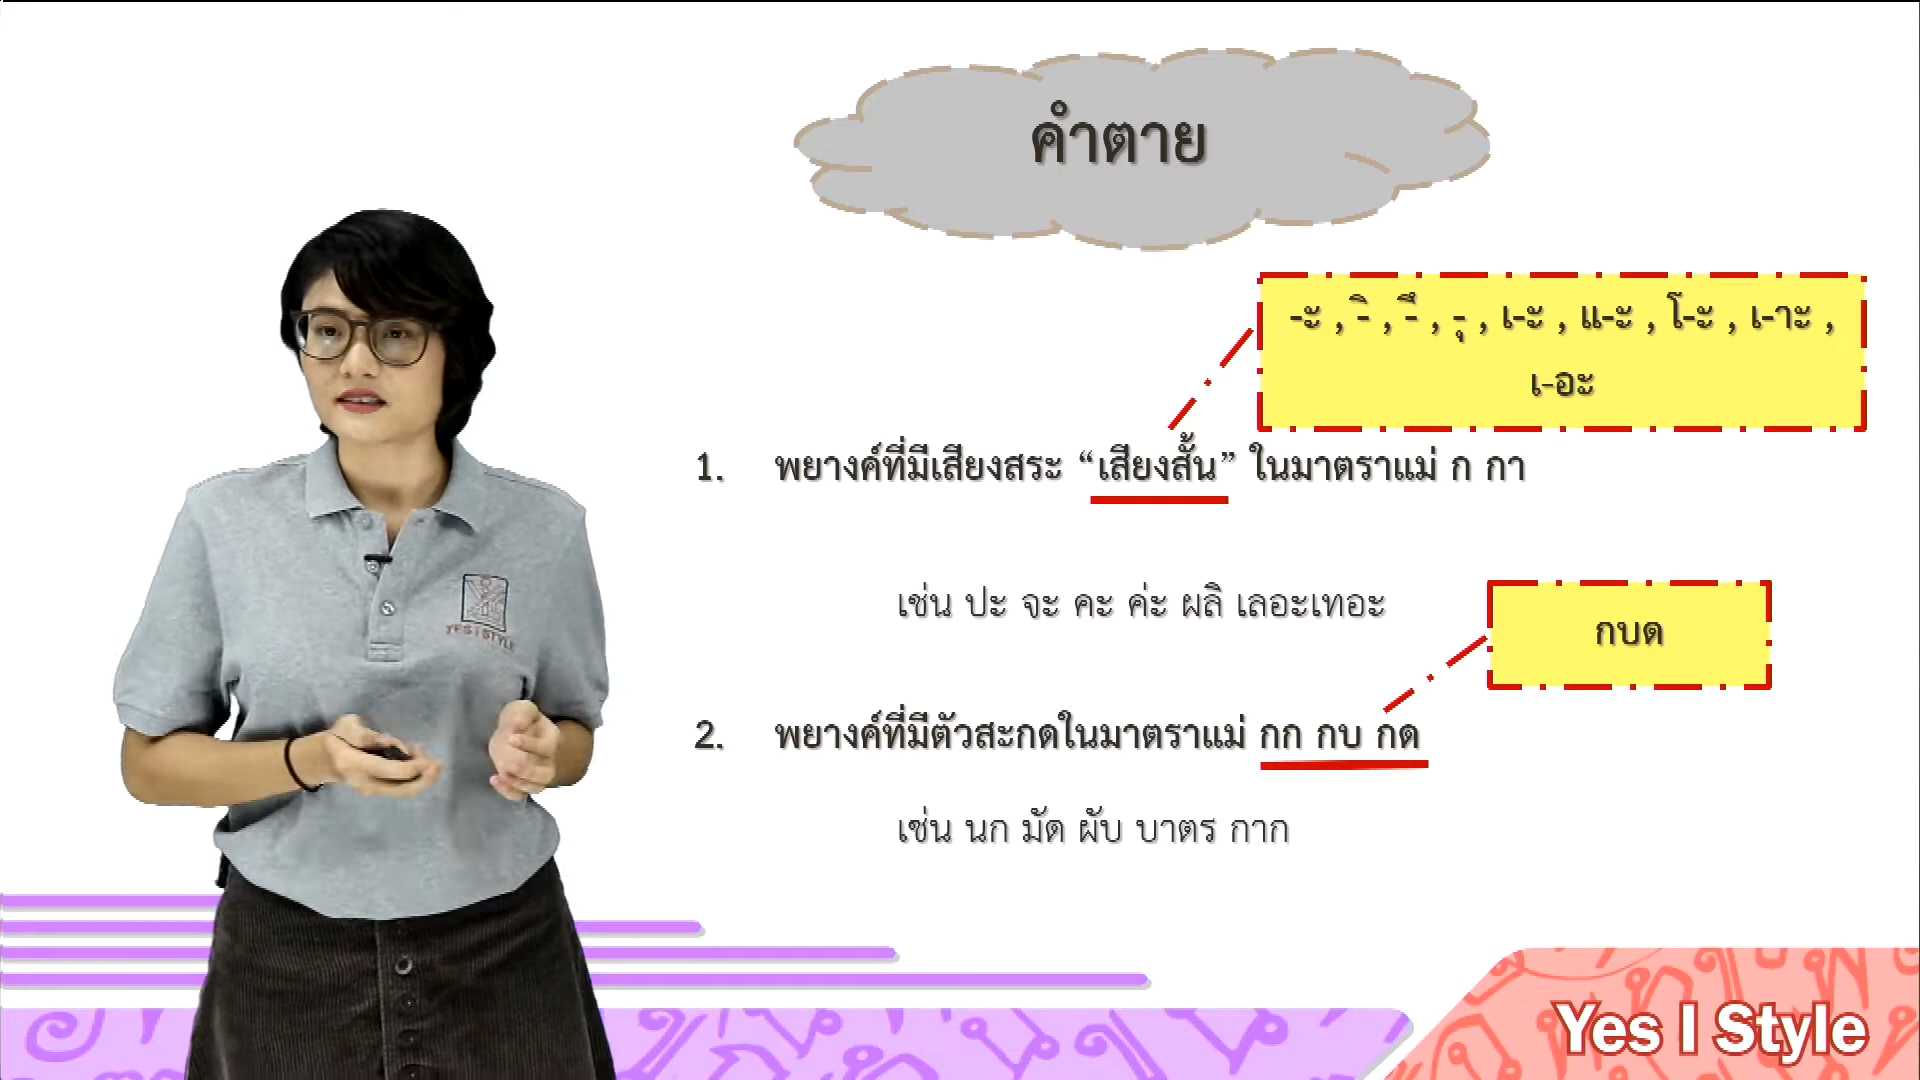 คำตาย
-ะ , -ิ , -ึ , -ุ , เ-ะ , แ-ะ , โ-ะ , เ-าะ ,
เ-อะ
1. พยางค์ที่มีเสียงสระ “เสียงสั้น” ในมาตราแม่ ก กา
เช่น ปะ จะ คะ ค่ะ ผลิ เลอะเทอะ
กบด
2. พยางค์ที่มีตัวสะกดในมาตราแม่ กก กบ กด
เช่น นก มัด ผับ บาตร กาก
YES i STYLE
Yes I Style